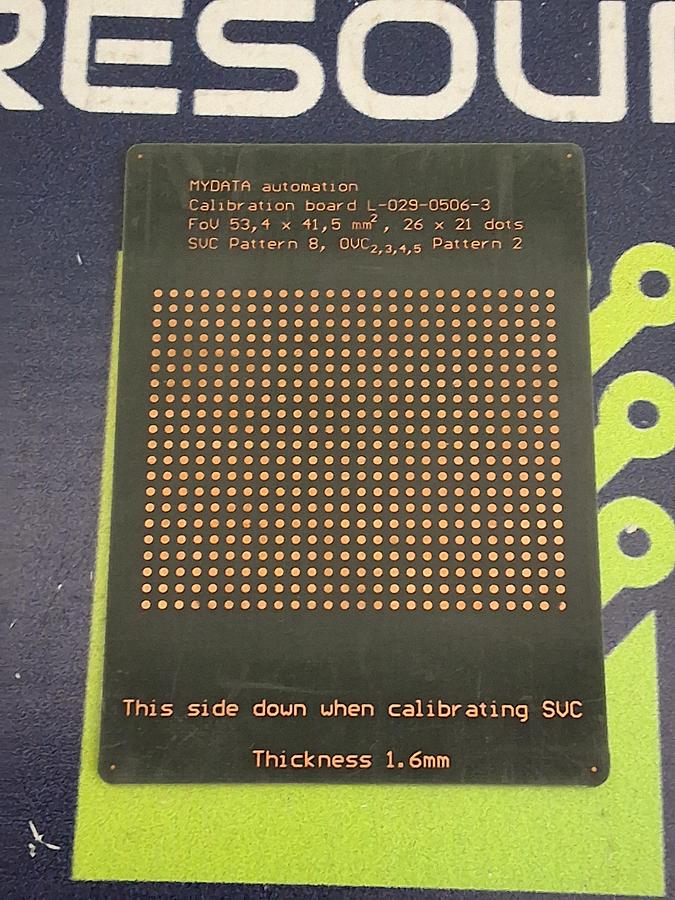 RESOU
MYDATA automation
Calibration board L-029-0506-3
FoV 53,4 x 41,5 mm², 26 x 21 dots
SVC Pattern 8, OVC₂,₃,₄,₅ Pattern 2
This side down when calibrating SVC
Thickness 1.6mm